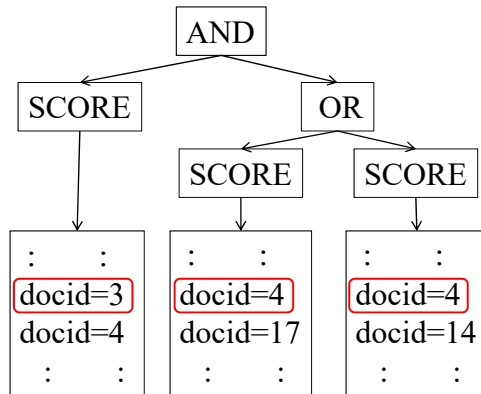 AND
SCORE
OR
SCORE
SCORE
: :
docid=3
docid=4
: :
: :
docid=4
docid=17
: :
: :
docid=4
docid=14
: :